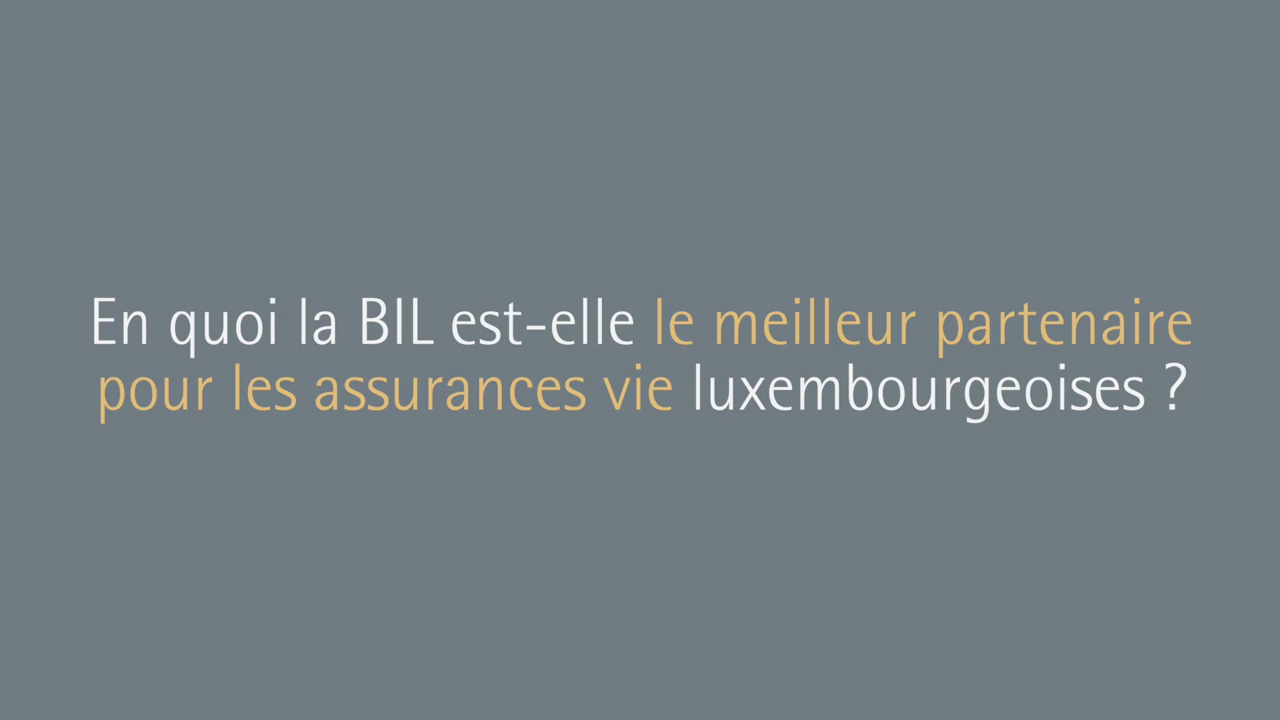 En quoi la BIL est-elle le meilleur partenaire
pour les assurances vie luxembourgeoises ?